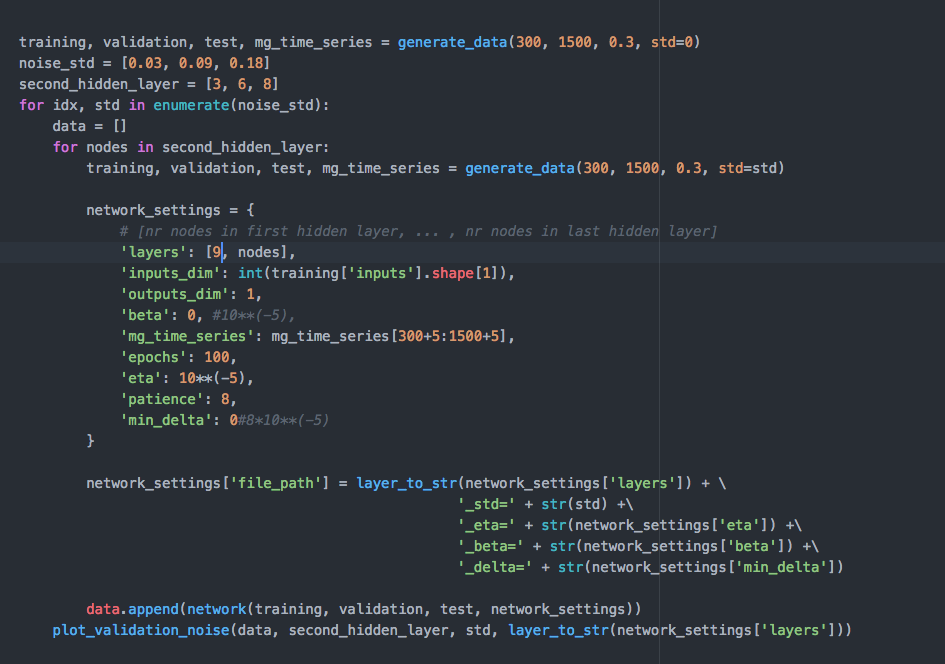 training, validation, test, mg_time_series = generate_data(300, 1500, 0.3, std=0)
noise_std = [0.03, 0.09, 0.18]
second_hidden_layer = [3, 6, 8]
for idx, std in enumerate(noise_std):
    data = []
    for nodes in second_hidden_layer:
        training, validation, test, mg_time_series = generate_data(300, 1500, 0.3, std=std)

        network_settings = {
            # [nr nodes in first hidden layer, ... , nr nodes in last hidden layer]
            'layers': [9, nodes],
            'inputs_dim': int(training['inputs'].shape[1]),
            'outputs_dim': 1,
            'beta': 0, #10**(-5),
            'mg_time_series': mg_time_series[300+5:1500+5],
            'epochs': 100,
            'eta': 10**(-5),
            'patience': 8,
            'min_delta': 0#8*10**(-5)
        }

        network_settings['file_path'] = layer_to_str(network_settings['layers']) + \
                                        '_std=' + str(std) +\
                                        '_eta=' + str(network_settings['eta']) +\
                                        '_beta=' + str(network_settings['beta']) +\
                                        '_delta=' + str(network_settings['min_delta'])

        data.append(network(training, validation, test, network_settings))
    plot_validation_noise(data, second_hidden_layer, std, layer_to_str(network_settings['layers']))